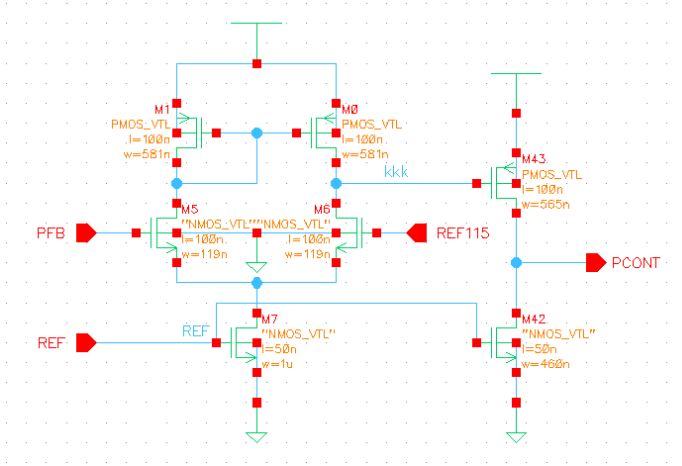 M1
PMOS_VTL
l=100n
w=581n
M0
PMOS_VTL
l=100n
w=581n
M43
PMOS_VTL
l=100n
w=565n
kkk
PFB
M5
"NMOS_VTL"
l=100n
w=119n
M6
"NMOS_VTL"
l=100n
w=119n
REF115
PCONT
REF
REF
M7
"NMOS_VTL"
l=50n
w=1u
M42
"NMOS_VTL"
l=50n
w=460n